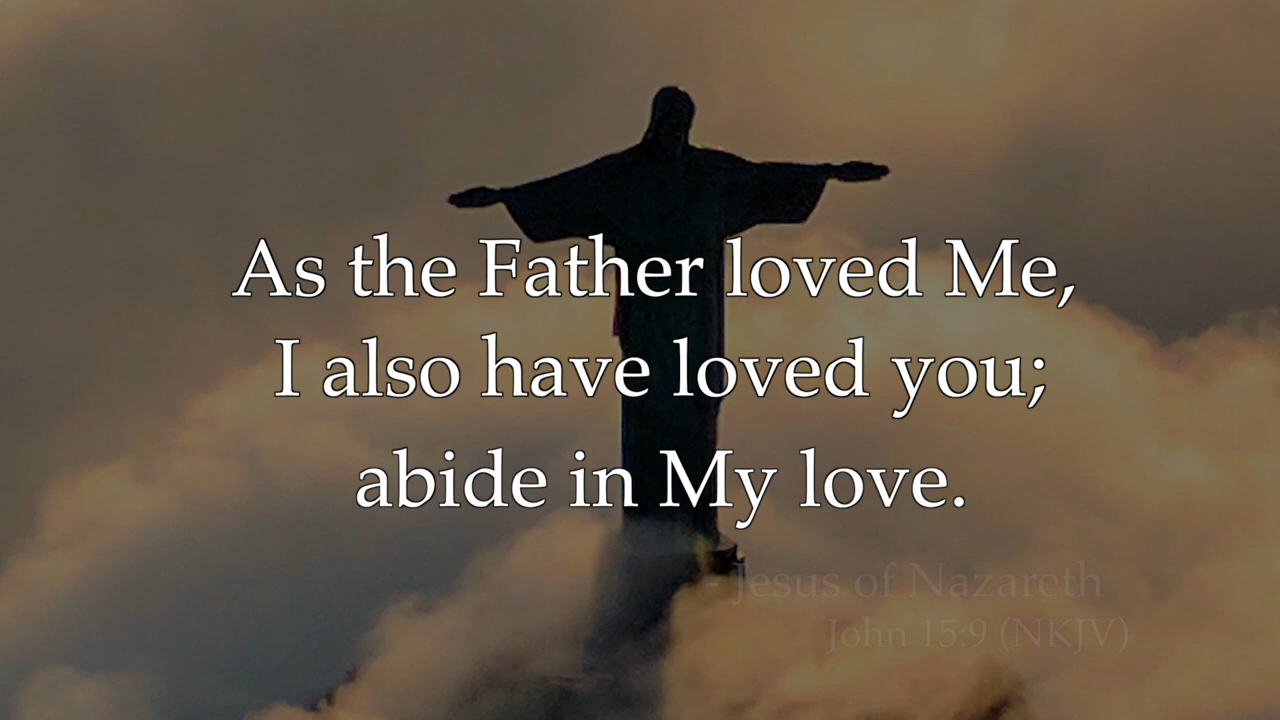 As the Father loved Me,
I also have loved you;
abide in My love.
- Jesus of Nazareth
John 15:9 (NKJV)